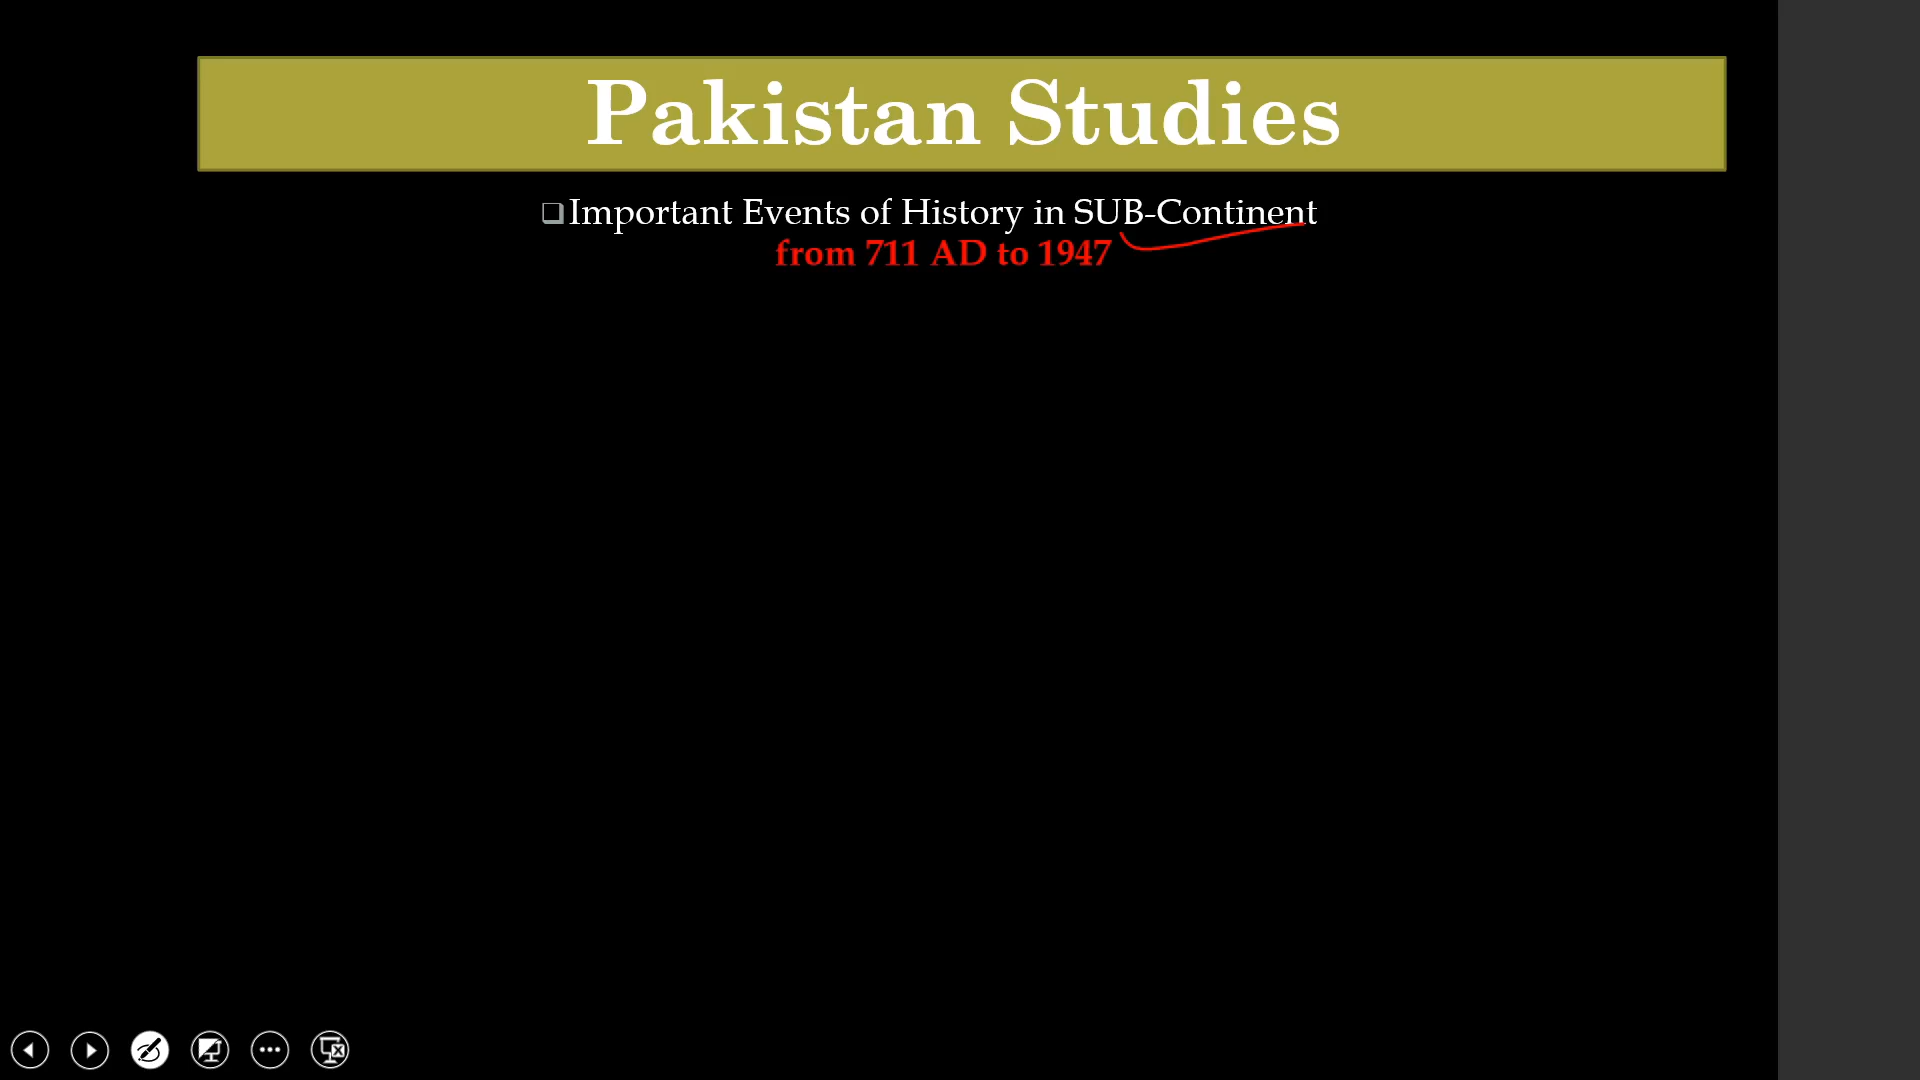 Pakistan Studies
Important Events of History in SUB-Continent
from 711 AD to 1947